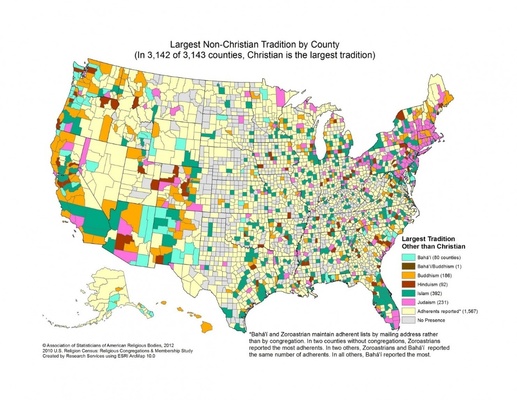 Largest Non-Christian Tradition by County
(In 3,142 of 3,143 counties, Christian is the largest tradition)
Largest Tradition
Other than Christian
Bahá'í (80 counties)
Bahá'í/Buddhism (1)
Buddhism (186)
Hinduism (92)
Islam (392)
Judaism (231)
Adherents reported* (1,567)
No Presence
© Association of Statisticians of American Religious Bodies, 2012
2010 U.S. Religion Census: Religious Congregations & Membership Study
Created by Research Services using ESRI ArcMap 10.0
*Bahá'í and Zoroastrian maintain adherent lists by mailing address rather
than by congregation. In two counties without congregations, Zoroastrians
reported the most adherents. In two others, Zoroastrians and Bahá'í reported
the same number of adherents. In all others, Bahá'í reported the most.